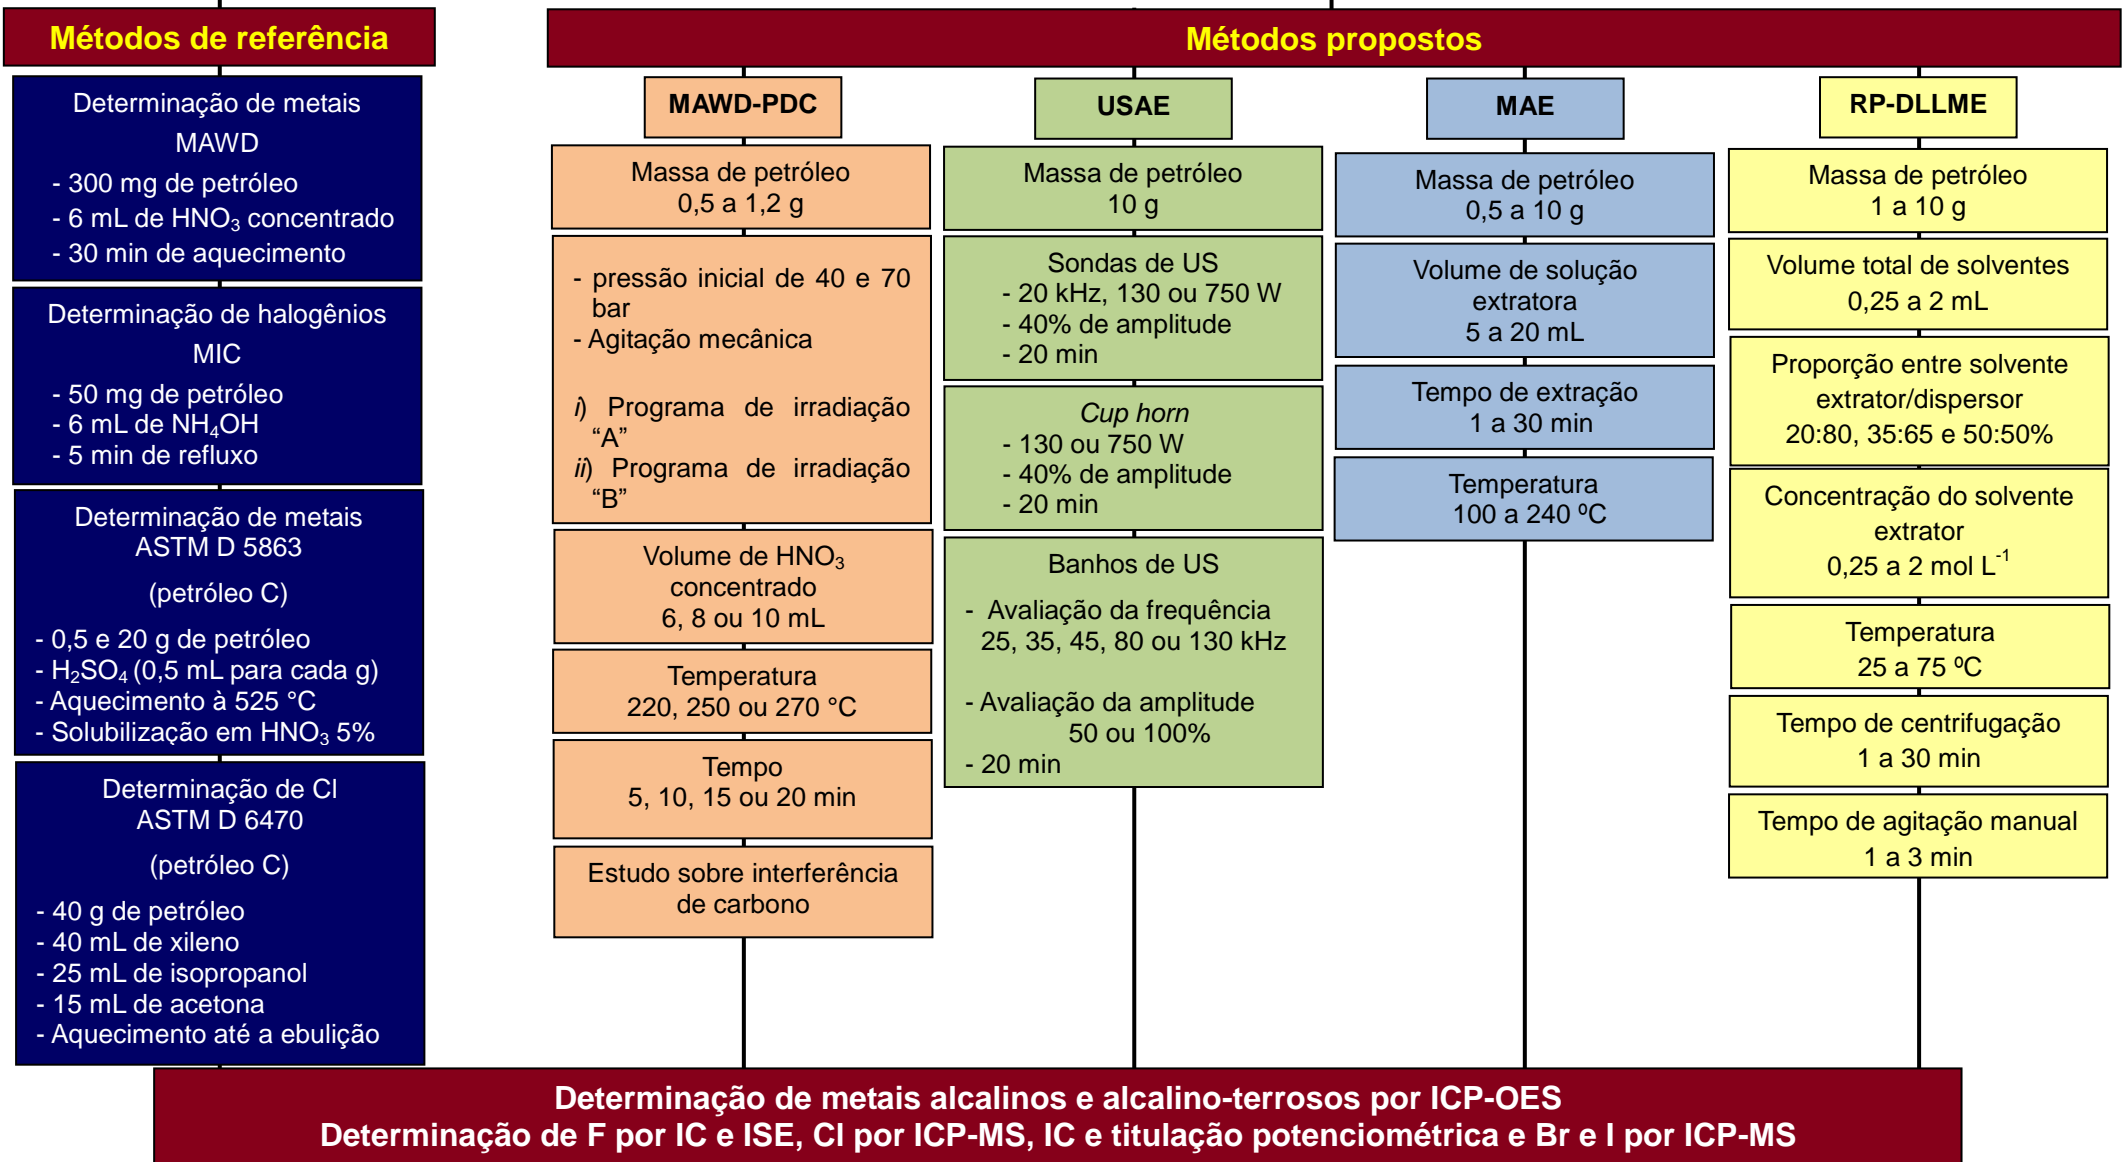 Métodos de referência
Determinação de metais
MAWD
- 300 mg de petróleo
- 6 mL de HNO₃ concentrado
- 30 min de aquecimento
Determinação de halogênios
MIC
- 50 mg de petróleo
- 6 mL de NH₄OH
- 5 min de refluxo
Determinação de metais
ASTM D 5863
(petróleo C)
- 0,5 e 20 g de petróleo
- H₂SO₄ (0,5 mL para cada g)
- Aquecimento à 525 °C
- Solubilização em HNO₃ 5%
Determinação de Cl
ASTM D 6470
(petróleo C)
- 40 g de petróleo
- 40 mL de xileno
- 25 mL de isopropanol
- 15 mL de acetona
- Aquecimento até a ebulição
Métodos propostos
MAWD-PDC
Massa de petróleo
0,5 a 1,2 g
- pressão inicial de 40 e 70
bar
- Agitação mecânica
i) Programa de irradiação
“A”
ii) Programa de irradiação
“B”
Volume de HNO₃
concentrado
6, 8 ou 10 mL
Temperatura
220, 250 ou 270 °C
Tempo
5, 10, 15 ou 20 min
Estudo sobre interferência
de carbono
USAE
Massa de petróleo
10 g
Sondas de US
- 20 kHz, 130 ou 750 W
- 40% de amplitude
- 20 min
Cup horn
- 130 ou 750 W
- 40% de amplitude
- 20 min
Banhos de US
- Avaliação da frequência
25, 35, 45, 80 ou 130 kHz
- Avaliação da amplitude
50 ou 100%
- 20 min
MAE
Massa de petróleo
0,5 a 10 g
Volume de solução
extratora
5 a 20 mL
Tempo de extração
1 a 30 min
Temperatura
100 a 240 ºC
RP-DLLME
Massa de petróleo
1 a 10 g
Volume total de solventes
0,25 a 2 mL
Proporção entre solvente
extrator/dispersor
20:80, 35:65 e 50:50%
Concentração do solvente
extrator
0,25 a 2 mol L⁻¹
Temperatura
25 a 75 ºC
Tempo de centrifugação
1 a 30 min
Tempo de agitação manual
1 a 3 min
Determinação de metais alcalinos e alcalino-terrosos por ICP-OES
Determinação de F por IC e ISE, Cl por ICP-MS, IC e titulação potenciométrica e Br e I por ICP-MS